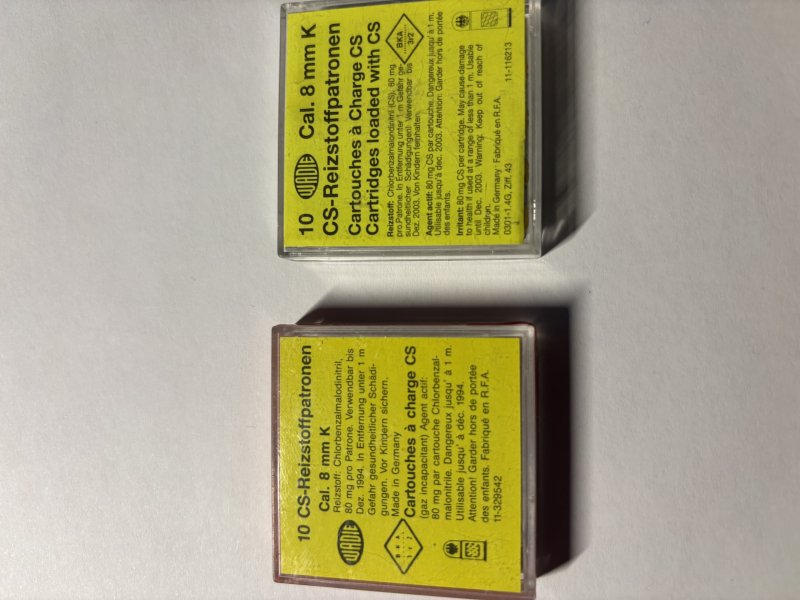 10 WADIE Cal. 8 mm K
CS-Reizstoffpatronen
Cartouches à Charge CS
Cartridges loaded with CS
BKA
3r2
Reizstoff: Chlorbenzalmalondinitril (CS), 80 mg
pro Patrone. In Entfernung unter 1 m Gefahr ge-
sundheitlicher Schädigungen! Verwendbar bis
Dez. 2003. Von Kindern fernhalten.
Agent actif: 80 mg CS par cartouche. Dangereux jusqu' à 1 m.
Utilisable jusqu'à dec. 2003. Attention: Garder hors de portée
des enfants.
Irritant: 80 mg CS per cartridge. May cause damage
to health if used at a range of less than 1 m. Usable
until Dec. 2003. Warning: Keep out of reach of
children.
Made in Germany · Fabriqué en R.F.A.
0301-1.4G, Ziff. 43 11-116213
10 CS-Reizstoffpatronen
Cal. 8 mm K
Reizstoff: Chlorbenzalmalodinitril,
80 mg pro Patrone. Verwendbar bis
Dez. 1994. In Entfernung unter 1 m
Gefahr gesundheitlicher Schädi-
gungen. Vor Kindern sichern.
Made in Germany
WADIE
BKA
Cartouches à charge CS
(gaz incapacitant) Agent actif:
80 mg par cartouche Chlorbenzal-
malonitrile. Dangereux jusqu' à 1 m.
Utilisable jusqu' à déc. 1994.
Attention! Garder hors de portée
des enfants. Fabriqué en R.F.A.
11-329542